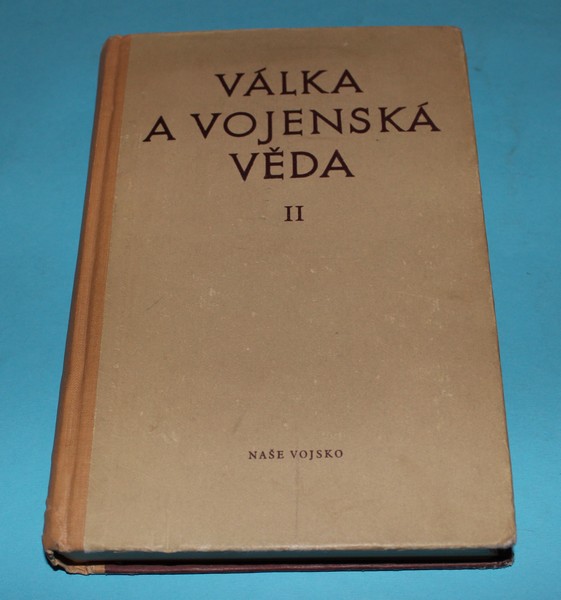 VÁLKA
A VOJENSKÁ
VĚDA
II
NAŠE VOJSKO